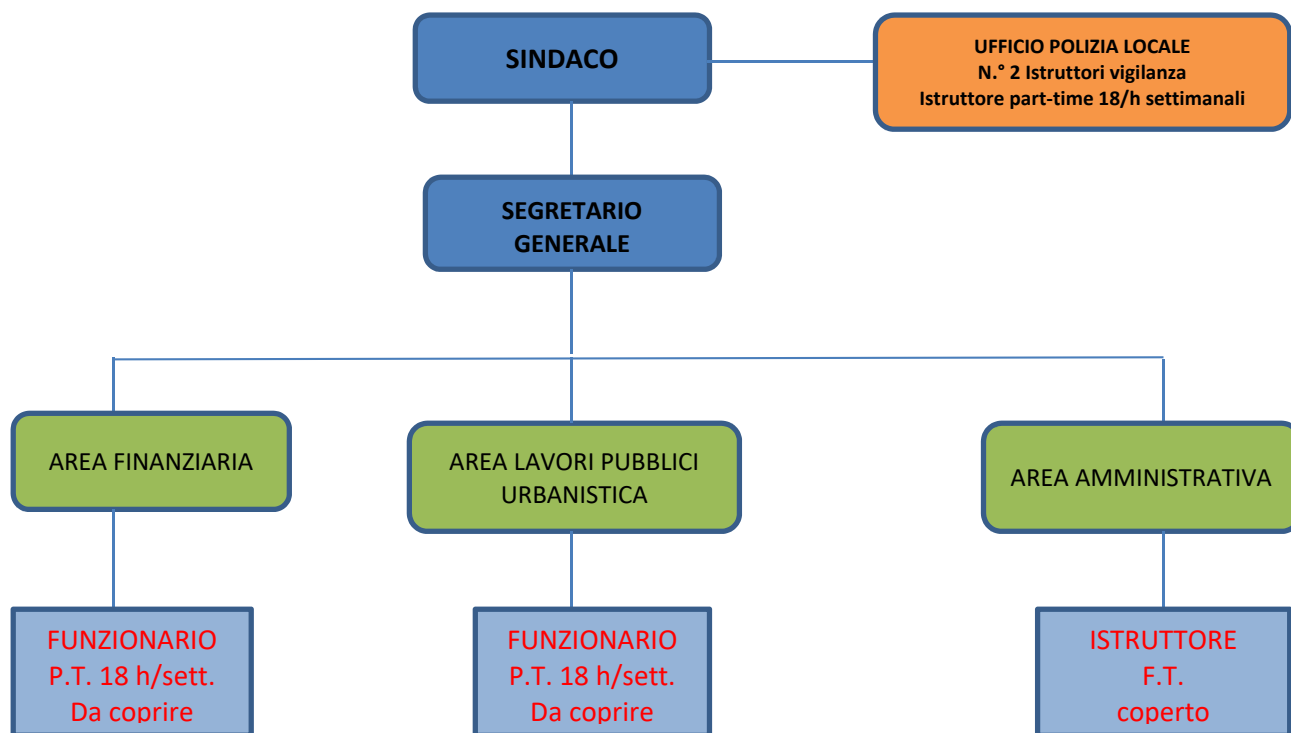 SINDACO
UFFICIO POLIZIA LOCALE
N.° 2 Istruttori vigilanza
Istruttore part-time 18/h settimanali
SEGRETARIO
GENERALE
AREA FINANZIARIA
AREA LAVORI PUBBLICI
URBANISTICA
AREA AMMINISTRATIVA
FUNZIONARIO
P.T. 18 h/sett.
Da coprire
FUNZIONARIO
P.T. 18 h/sett.
Da coprire
ISTRUTTORE
F.T.
coperto